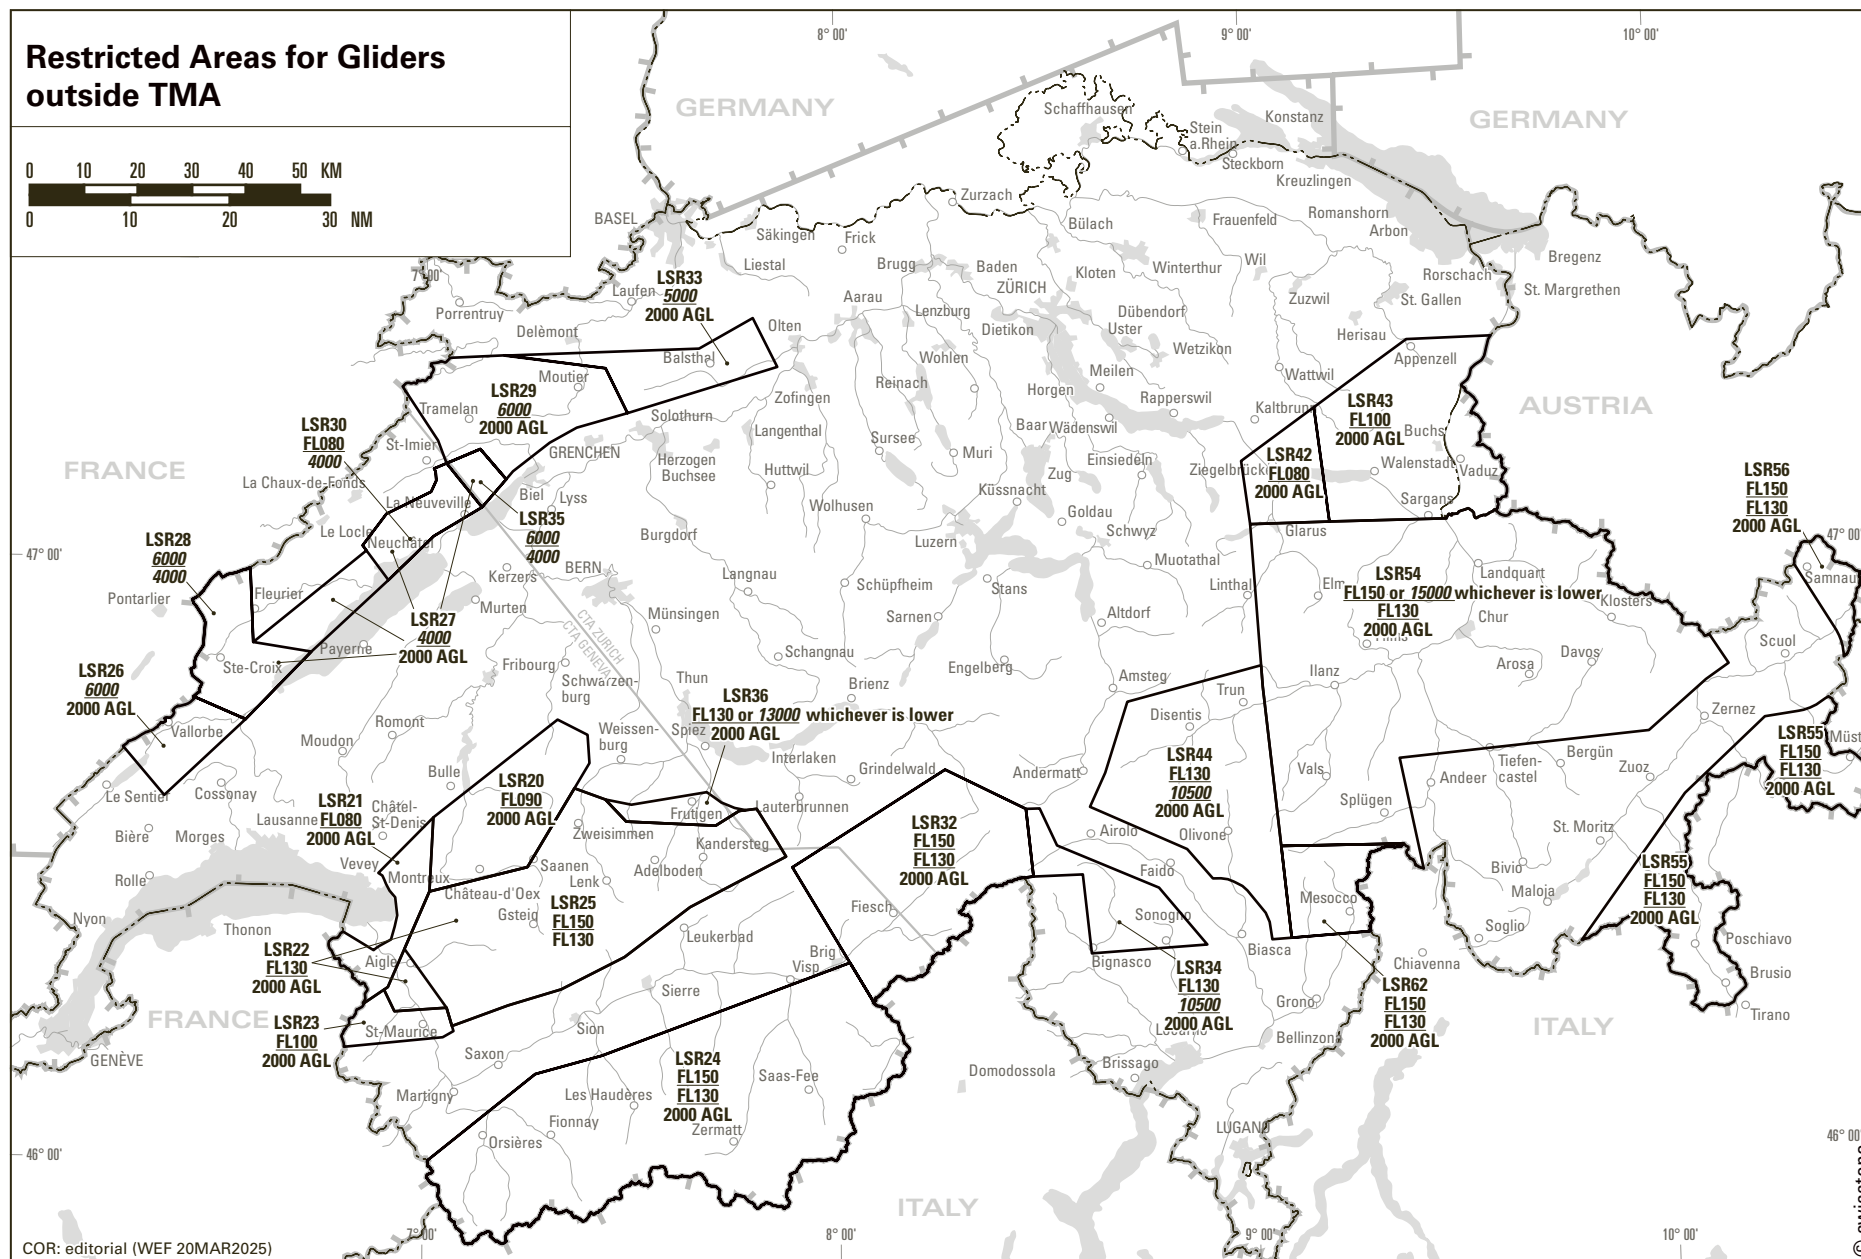 Restricted Areas for Gliders
outside TMA
0 10 20 30 40 50 KM
0 10 20 30 NM
8° 00'
9° 00'
10° 00'
GERMANY
GERMANY
Schaffhausen
Konstanz
Stein
a.Rhein
Steckborn
Kreuzlingen
Zurzach
BASEL
Säkingen
Frick
Bülach
Frauenfeld
Romanshorn
Arbon
Liestal
Brugg
Baden
Kloten
Winterthur
Wil
Rorschach
Bregenz
St. Margrethen
Laufen
Porrentruy
LSR33
5000
2000 AGL
Aarau
ZÜRICH
Zuzwil
St. Gallen
Delèmont
Olten
Lenzburg
Dietikon
Dübendorf
Uster
Wetzikon
Herisau
Appenzell
Balsthal
Wohlen
Meilen
Wattwil
Moutier
LSR29
6000
2000 AGL
Tramelan
Reinach
Horgen
Rapperswil
Kaltbrunn
LSR43
FL100
2000 AGL
AUSTRIA
Zofingen
Solothurn
LSR30
FL080
4000
St-Imier
Langenthal
Baar
Wädenswil
Buchs
GRENCHEN
Sursee
Muri
Einsiedeln
Ziegelbrücke
LSR42
FL080
2000 AGL
Walenstadt
Vaduz
FRANCE
La Chaux-de-Fonds
Herzogen
Buchsee
Huttwil
Zug
Sargans
LSR56
FL150
FL130
2000 AGL
La Neuveville
Biel
Lyss
Küssnacht
Wolhusen
Goldau
Le Locle
Neuchâtel
LSR35
6000
4000
Burgdorf
Luzern
Schwyz
Glarus
47° 00'
47° 00'
LSR28
6000
4000
Muotathal
Kerzers
BERN
Langnau
Schüpfheim
Stans
Linthal
Elm
LSR54
FL150 or 15000 whichever is lower
FL130
2000 AGL
Landquart
Samnaun
Pontarlier
Fleurier
LSR27
4000
2000 AGL
Murten
Münsingen
CTA ZURICH
CTA GENEVA
Sarnen
Altdorf
Chur
Klosters
Payerne
Ste-Croix
Schangnau
Engelberg
Scuol
LSR26
6000
2000 AGL
Fribourg
Schwarzen-
burg
Thun
Brienz
Amsteg
Trun
Ilanz
Arosa
Davos
LSR36
FL130 or 13000 whichever is lower
2000 AGL
Vallorbe
Romont
Moudon
Weissen-
burg
Spiez
Disentis
Zernez
LSR44
FL130
10500
2000 AGL
LSR55
FL150
FL130
2000 AGL
Interlaken
Grindelwald
Andermatt
Vals
Andeer
Tiefen-
castel
Bergün
Zuoz
Bulle
LSR20
FL090
2000 AGL
Le Sentier
Cossonay
LSR21
FL080
2000 AGL
Châtel-
St-Denis
Lausanne
Frutigen
Lauterbrunnen
Splügen
Bière
Morges
Zweisimmen
Kandersteg
LSR32
FL150
FL130
2000 AGL
Airolo
Olivone
St. Moritz
Vevey
Montreux
Saanen
Lenk
Adelboden
Faido
Bivio
Maloja
LSR55
FL150
FL130
2000 AGL
Rolle
Château-d'Oex
Gsteig
LSR25
FL150
FL130
Fiesch
Mesocco
Sonogno
Nyon
Thonon
Leukerbad
Soglio
Poschiavo
LSR22
FL130
2000 AGL
Aigle
Brig
Visp
Bignasco
Biasca
Chiavenna
LSR34
FL130
10500
2000 AGL
LSR62
FL150
FL130
2000 AGL
Brusio
Tirano
FRANCE
Sierre
Grono
LSR23
FL100
2000 AGL
St-Maurice
Sion
Bellinzona
ITALY
GENÈVE
Saxon
LSR24
FL150
FL130
2000 AGL
Saas-Fee
Domodossola
Brissago
Martigny
Les Hauderes
Fionnay
Orsières
Zermatt
LUGANO
46° 00'
46° 00'
ITALY
7° 00'
8° 00'
9° 00'
10° 00'
COR: editorial (WEF 20MAR2025)